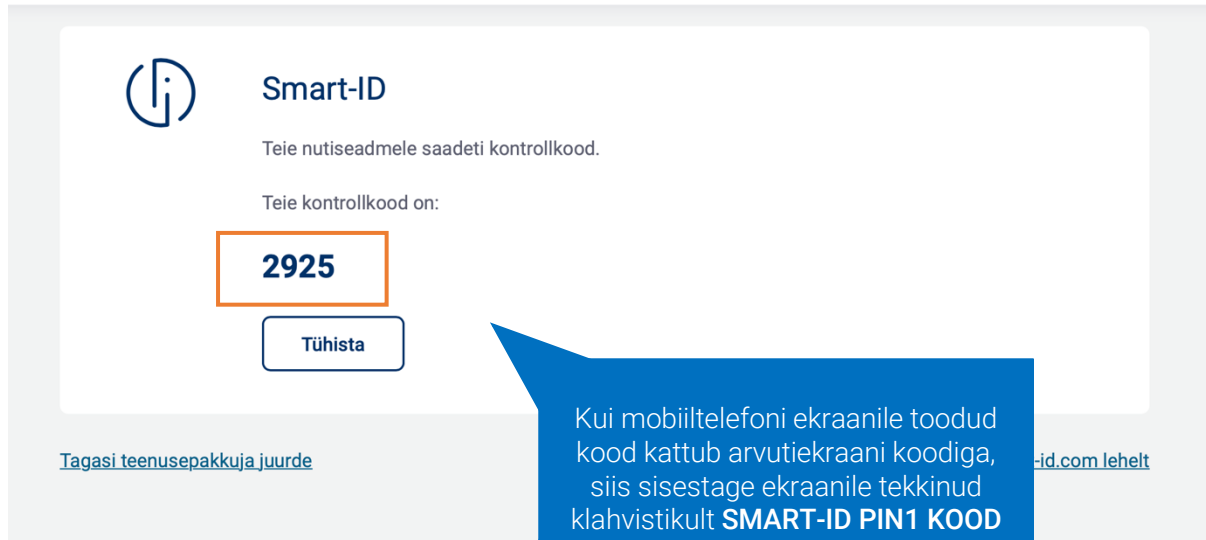 Smart-ID
Teie nutiseadmele saadeti kontrollkood.
Teie kontrollkood on:
2925
Tühista
Kui mobiiltelefoni ekraanile toodud
kood kattub arvutiekraani koodiga,
siis sisestage ekraanile tekkinud
klahvistikult SMART-ID PIN1 KOOD
Tagasi teenusepakkuja juurde
-id.com lehelt